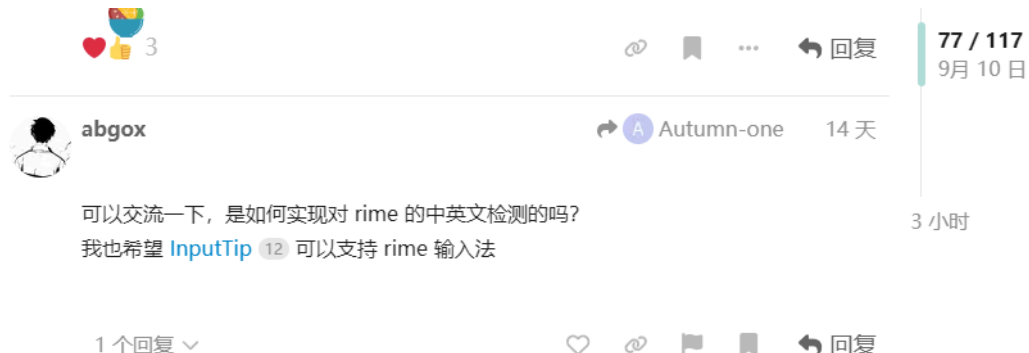 3
回复
77 / 117
9月 10 日
abgox
A Autumn-one
14 天
可以交流一下，是如何实现对 rime 的中英文检测的吗？
我也希望 InputTip 12 可以支持 rime 输入法
3 小时
1 个回复
回复